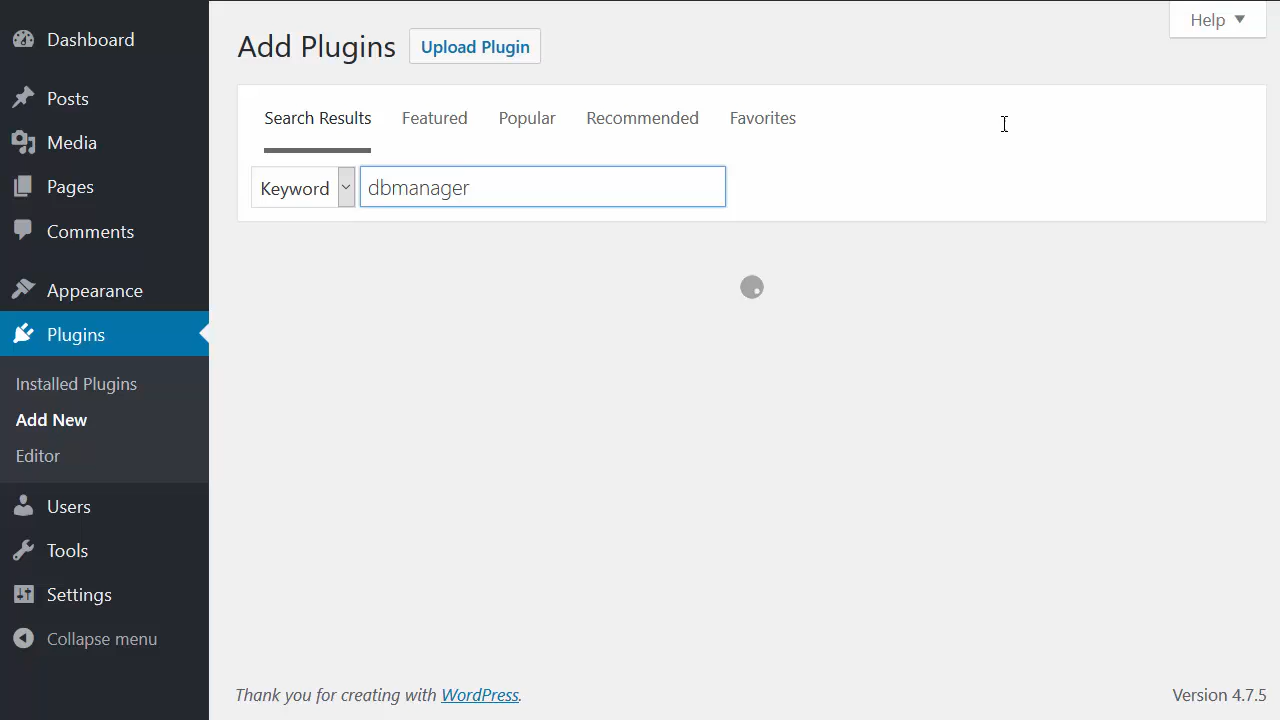 Dashboard
Posts
Media
Pages
Comments
Appearance
Plugins
Installed Plugins
Add New
Editor
Users
Tools
Settings
Collapse menu
Help
Add Plugins
Upload Plugin
Search Results Featured Popular Recommended Favorites
Keyword dbmanager
Thank you for creating with WordPress.
Version 4.7.5